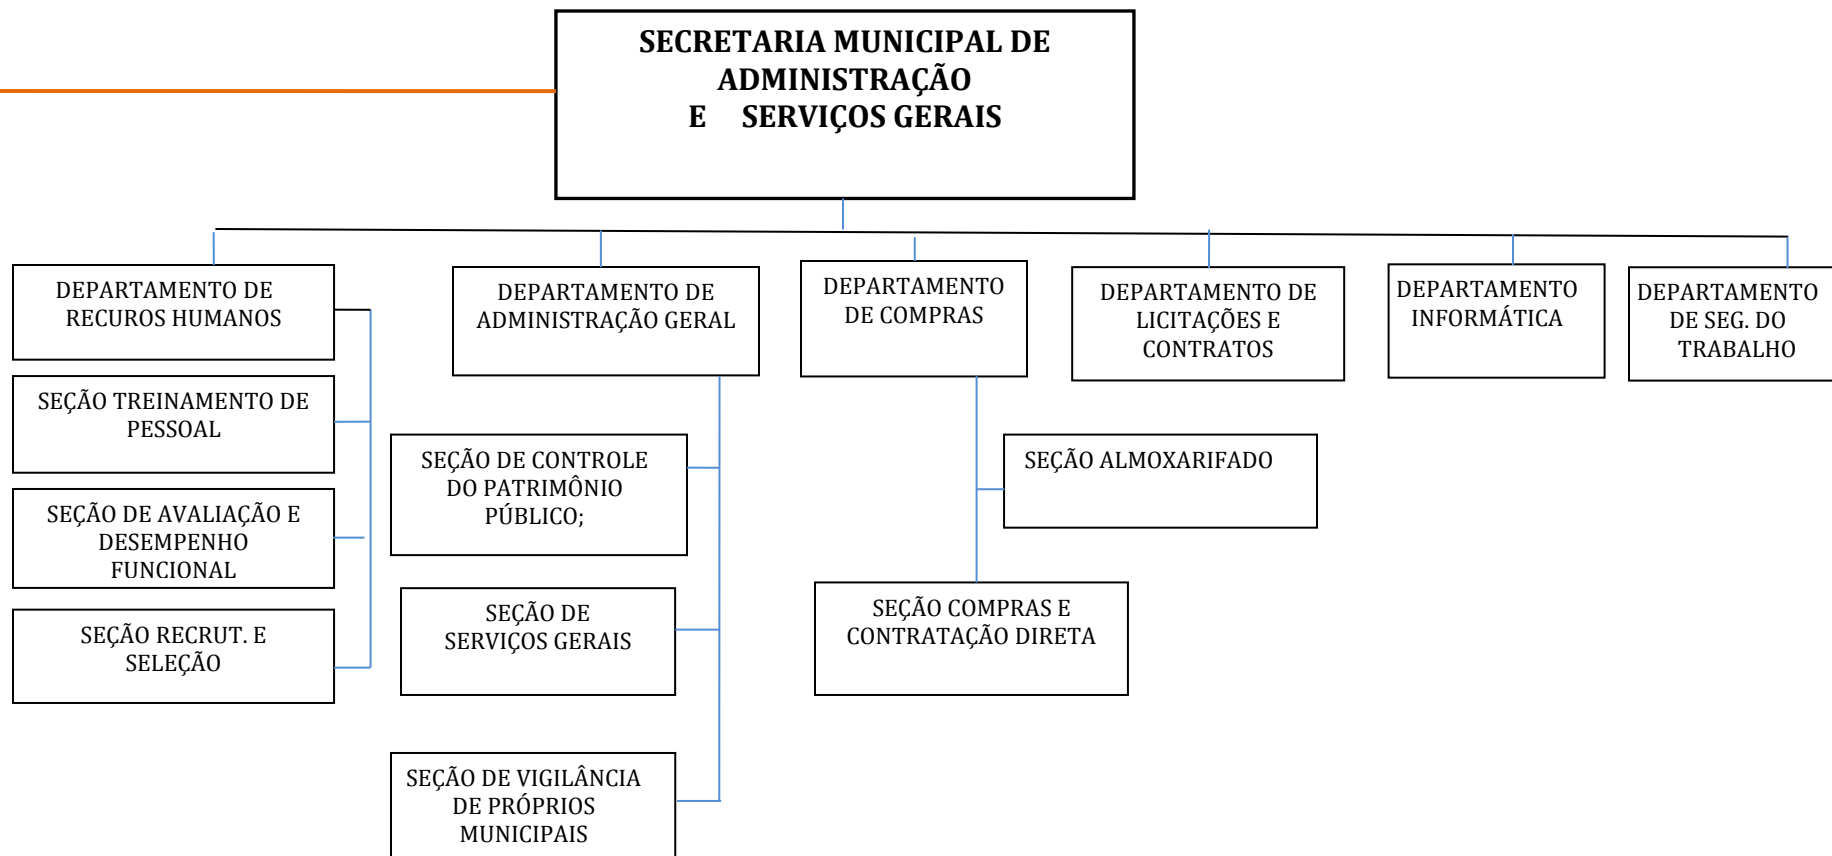 SECRETARIA MUNICIPAL DE
ADMINISTRAÇÃO
E SERVIÇOS GERAIS
DEPARTAMENTO DE
RECUROS HUMANOS
DEPARTAMENTO DE
ADMINISTRAÇÃO GERAL
DEPARTAMENTO
DE COMPRAS
DEPARTAMENTO DE
LICITAÇÕES E
CONTRATOS
DEPARTAMENTO
INFORMÁTICA
DEPARTAMENTO
DE SEG. DO
TRABALHO
SEÇÃO TREINAMENTO DE
PESSOAL
SEÇÃO DE AVALIAÇÃO E
DESEMPENHO
FUNCIONAL
SEÇÃO RECRUT. E
SELEÇÃO
SEÇÃO DE CONTROLE
DO PATRIMÔNIO
PÚBLICO;
SEÇÃO DE
SERVIÇOS GERAIS
SEÇÃO DE VIGILÂNCIA
DE PRÓPRIOS
MUNICIPAIS
SEÇÃO ALMOXARIFADO
SEÇÃO COMPRAS E
CONTRATAÇÃO DIRETA